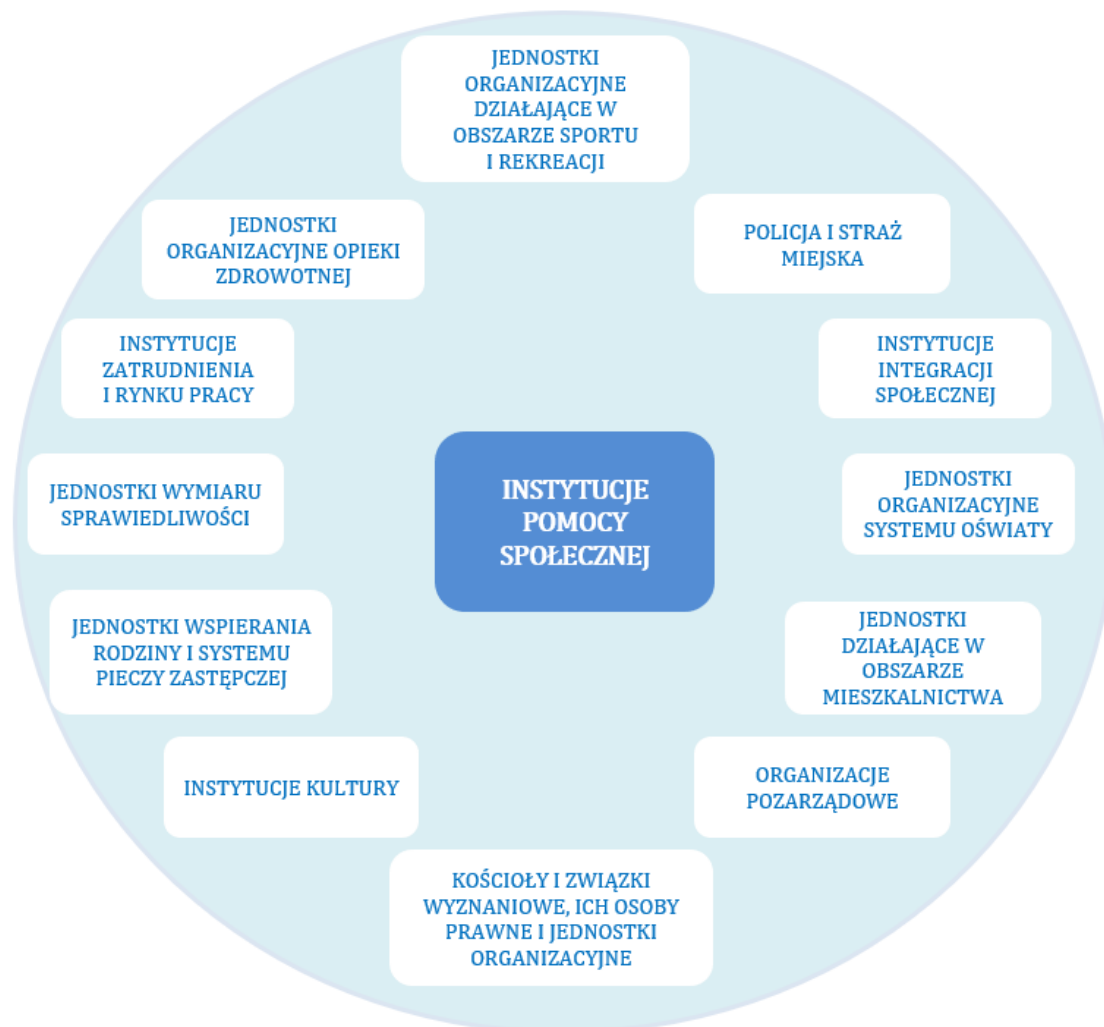 JEDNOSTKI
ORGANIZACYJNE
DZIAŁAJĄCE W
OBSZARZE SPORTU
I REKREACJI
JEDNOSTKI
ORGANIZACYJNE OPIEKI
ZDROWOTNEJ
POLICJA I STRAŻ
MIEJSKA
INSTYTUCJE
ZATRUDNIENIA
I RYNKU PRACY
INSTYTUCJE
INTEGRACJI
SPOŁECZNEJ
JEDNOSTKI WYMIARU
SPRAWIEDLIWOŚCI
INSTYTUCJE
POMOCY
SPOŁECZNEJ
JEDNOSTKI
ORGANIZACYJNE
SYSTEMU OŚWIATY
JEDNOSTKI WSPIERANIA
RODZINY I SYSTEMU
PIECZY ZASTĘPCZEJ
JEDNOSTKI
DZIAŁAJĄCE W
OBSZARZE
MIESZKALNICTWA
INSTYTUCJE KULTURY
ORGANIZACJE
POZARZĄDOWE
KOŚCIOŁY I ZWIĄZKI
WYZNANIOWE, ICH OSOBY
PRAWNE I JEDNOSTKI
ORGANIZACYJNE